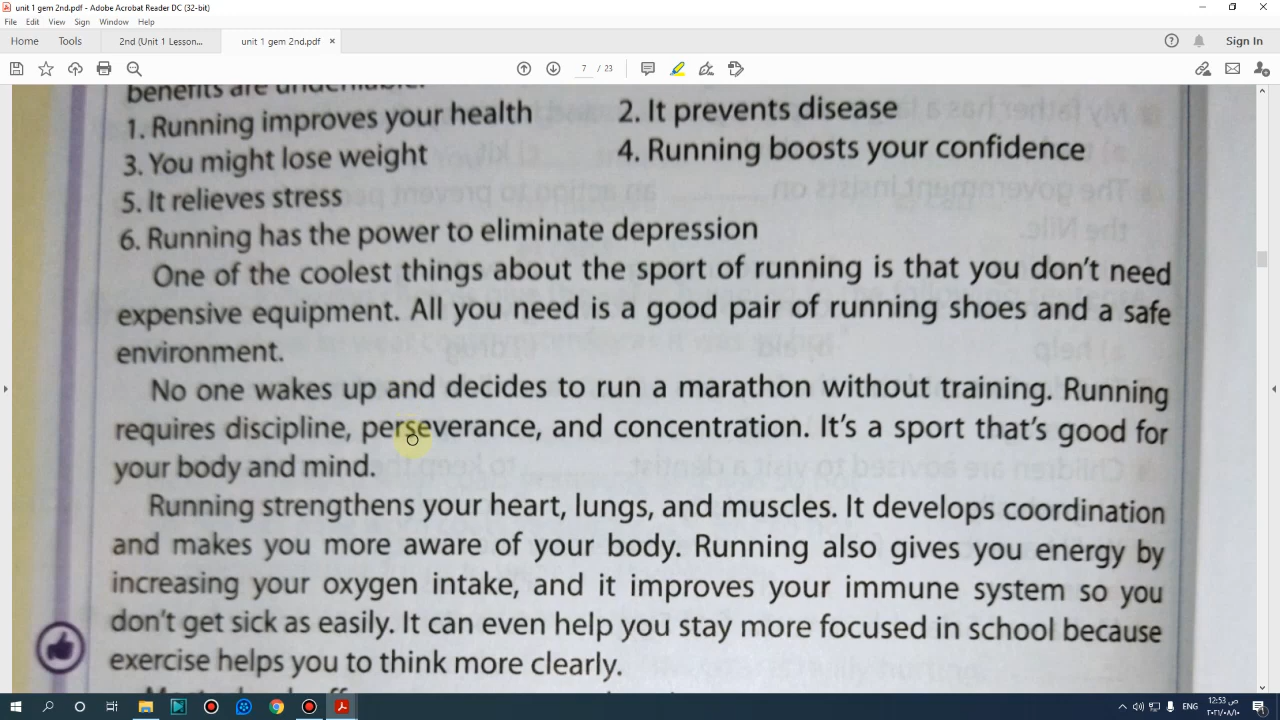 unit 1 gem 2nd.pdf - Adobe Acrobat Reader DC (32-bit)
File Edit View Sign Window Help
Home Tools 2nd (Unit 1 Lesson... unit 1 gem 2nd.pdf × Sign In
7 / 23
benefits are undeniable.
1. Running improves your health 2. It prevents disease
3. You might lose weight 4. Running boosts your confidence
5. It relieves stress
6. Running has the power to eliminate depression
One of the coolest things about the sport of running is that you don't need
expensive equipment. All you need is a good pair of running shoes and a safe
environment.
No one wakes up and decides to run a marathon without training. Running
requires discipline, perseverance, and concentration. It's a sport that's good for
your body and mind.
Running strengthens your heart, lungs, and muscles. It develops coordination
and makes you more aware of your body. Running also gives you energy by
increasing your oxygen intake, and it improves your immune system so you
don't get sick as easily. It can even help you stay more focused in school because
exercise helps you to think more clearly.
ENG 12:53 ص
٢٠٢١/٠٨/١٠